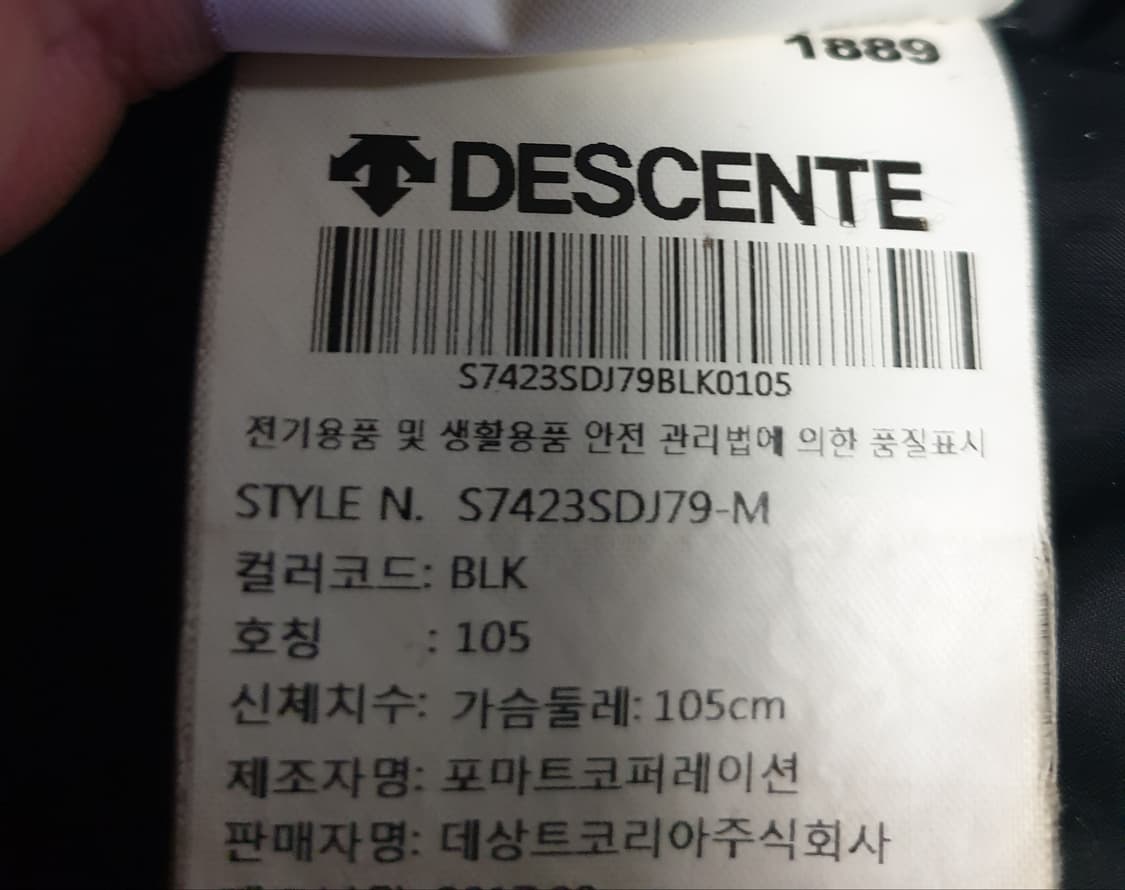 1889
DESCENTE
S7423SDJ79BLK0105
전기용품 및 생활용품 안전 관리법에 의한 품질표시
STYLE N. S7423SDJ79-M
컬러코드: BLK
호칭 : 105
신체치수: 가슴둘레: 105cm
제조자명: 포마트코퍼레이션
판매자명: 데상트코리아주식회사